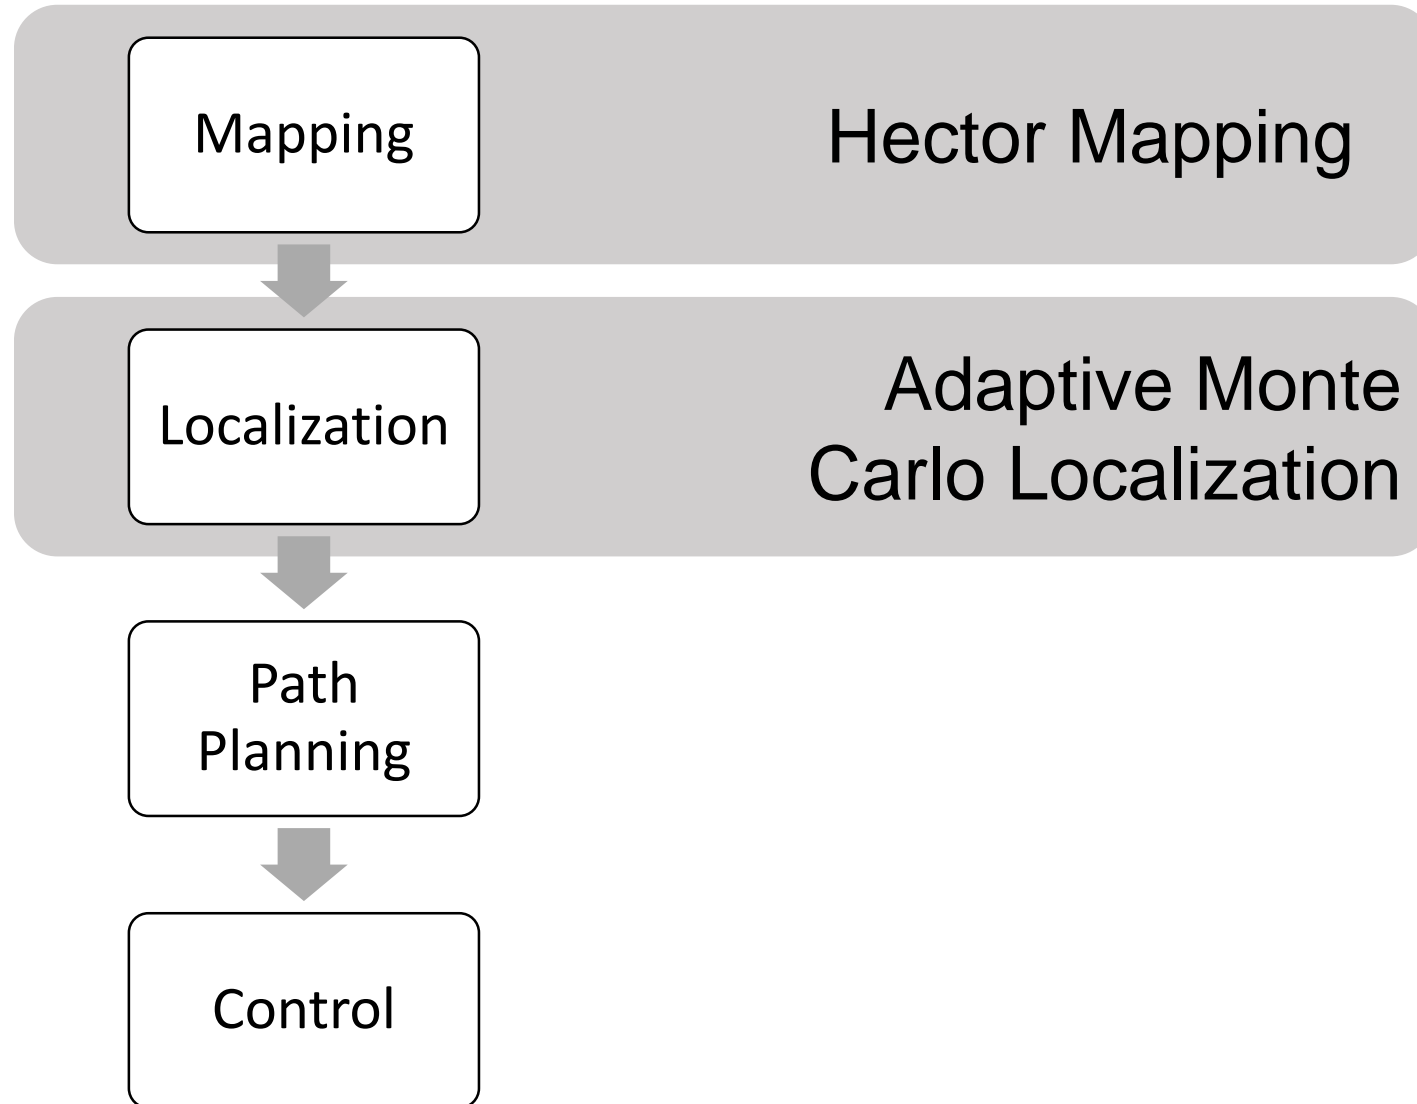 Mapping
Hector Mapping
Localization
Adaptive Monte
Carlo Localization
Path
Planning
Control